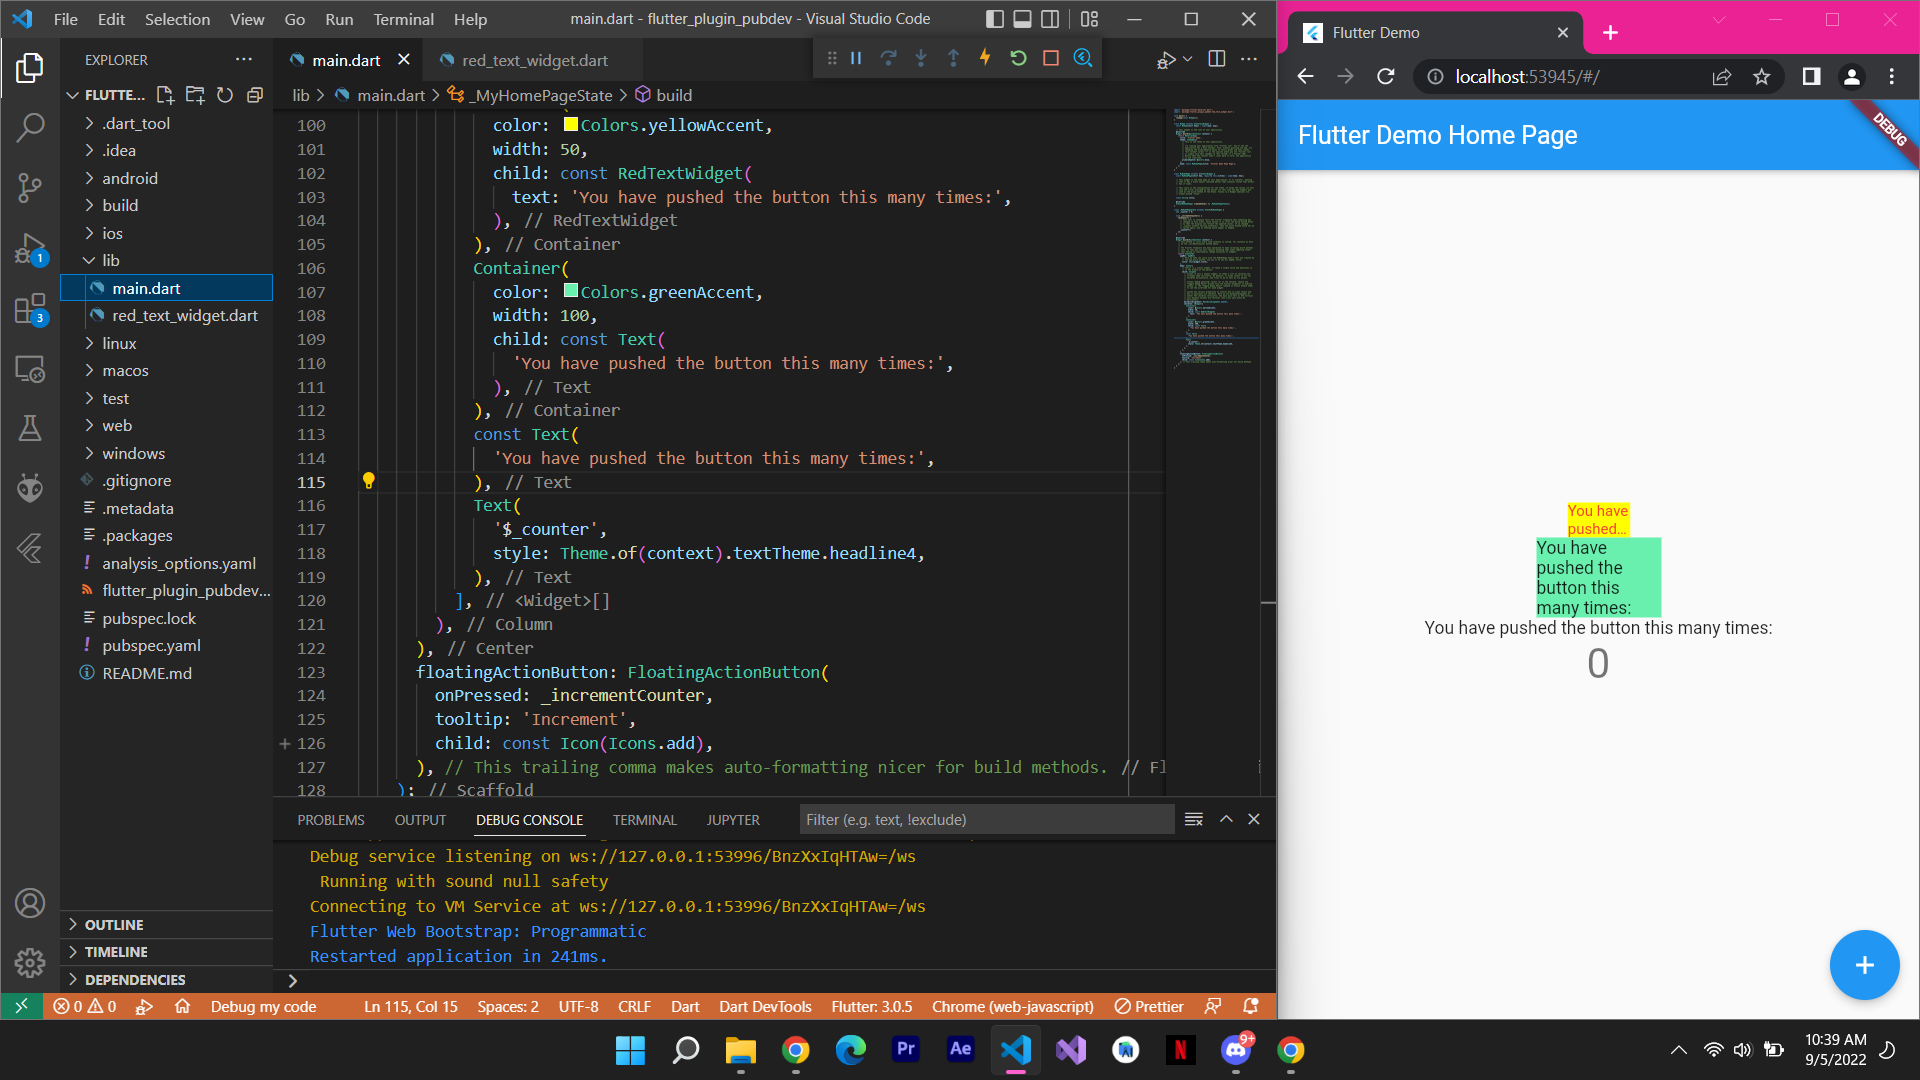 File Edit Selection View Go Run Terminal Help
main.dart - flutter_plugin_pubdev - Visual Studio Code
EXPLORER
FLUTTE...
.dart_tool
.idea
android
build
ios
lib
main.dart
red_text_widget.dart
linux
macos
test
web
windows
.gitignore
.metadata
.packages
analysis_options.yaml
flutter_plugin_pubdev...
pubspec.lock
pubspec.yaml
README.md
OUTLINE
TIMELINE
DEPENDENCIES
1
3
main.dart
red_text_widget.dart
lib > main.dart > _MyHomePageState > build
100 color: Colors.yellowAccent,
101 width: 50,
102 child: const RedTextWidget(
103 text: 'You have pushed the button this many times:',
104 ), // RedTextWidget
105 ), // Container
106 Container(
107 color: Colors.greenAccent,
108 width: 100,
109 child: const Text(
110 'You have pushed the button this many times:',
111 ), // Text
112 ), // Container
113 const Text(
114 'You have pushed the button this many times:',
115 ), // Text
116 Text(
117 '$_counter',
118 style: Theme.of(context).textTheme.headline4,
119 ), // Text
120 ], // <Widget>[]
121 ), // Column
122 ), // Center
123 floatingActionButton: FloatingActionButton(
124 onPressed: _incrementCounter,
125 tooltip: 'Increment',
126 child: const Icon(Icons.add),
127 ), // This trailing comma makes auto-formatting nicer for build methods. // Fl
128 ); // Scaffold
PROBLEMS OUTPUT DEBUG CONSOLE TERMINAL JUPYTER
Filter (e.g. text, !exclude)
Debug service listening on ws://127.0.0.1:53996/BnzXxIqHTAw=/ws
Running with sound null safety
Connecting to VM Service at ws://127.0.0.1:53996/BnzXxIqHTAw=/ws
Flutter Web Bootstrap: Programmatic
Restarted application in 241ms.
0 0 Debug my code Ln 115, Col 15 Spaces: 2 UTF-8 CRLF Dart Dart DevTools Flutter: 3.0.5 Chrome (web-javascript) Prettier
Flutter Demo
localhost:53945/#/
Flutter Demo Home Page
DEBUG
You have
pushed...
You have
pushed the
button this
many times:
You have pushed the button this many times:
0
Pr Ae N 9+
10:39 AM
9/5/2022